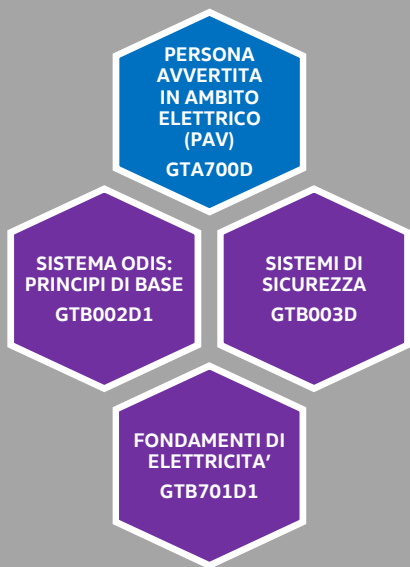 PERSONA
AVVERTITA
IN AMBITO
ELETTRICO
(PAV)
GTA700D
SISTEMA ODIS:
PRINCIPI DI BASE
GTB002D1
SISTEMI DI
SICUREZZA
GTB003D
FONDAMENTI DI
ELETTRICITA’
GTB701D1